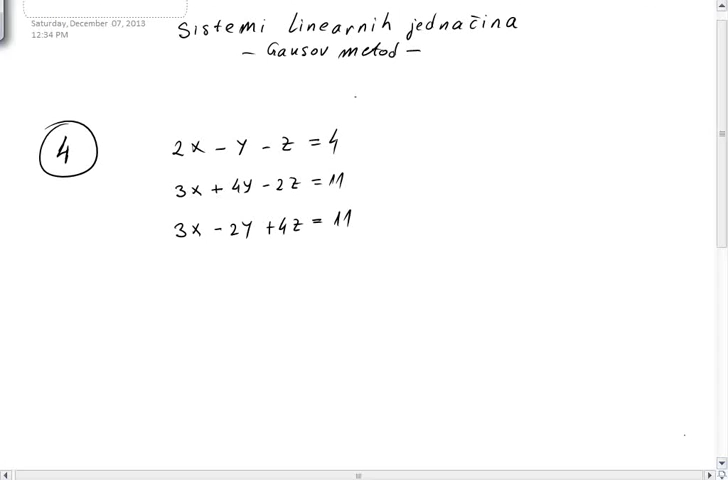 Saturday, December 07, 2013
12:34 PM
Sistemi linearnih jednačina
- Gausov metod -
4
2x - y - z = 4
3x + 4y - 2z = 11
3x - 2y + 4z = 11